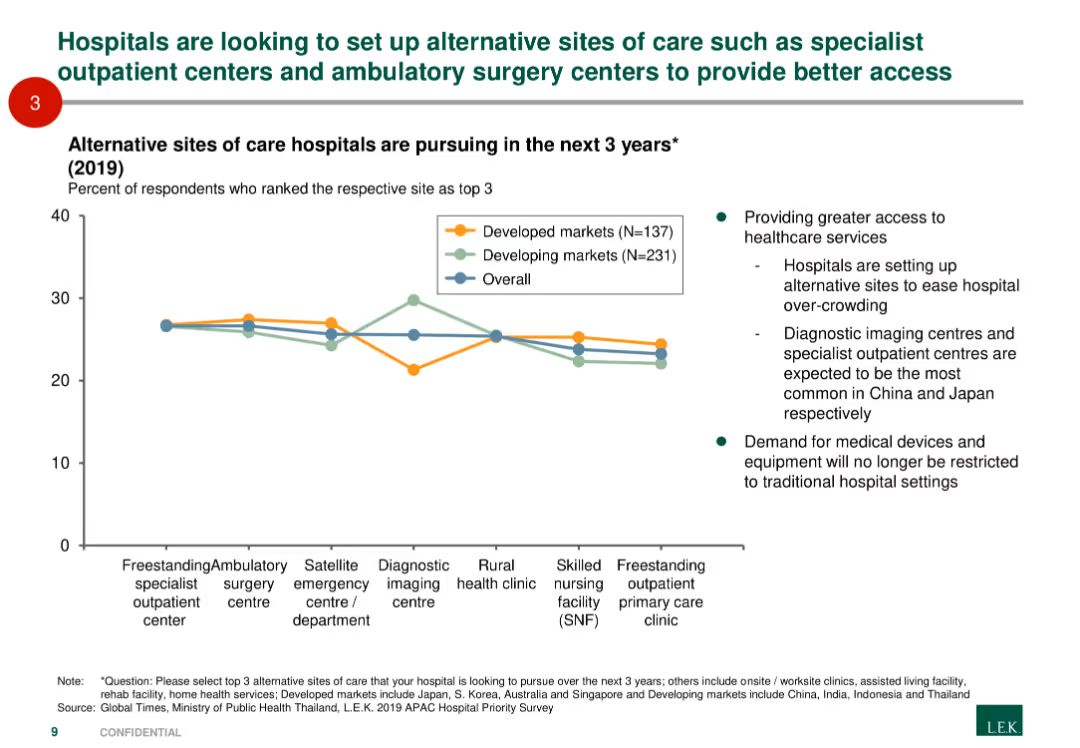 Hospitals are looking to set up alternative sites of care such as specialist
outpatient centers and ambulatory surgery centers to provide better access
3
Alternative sites of care hospitals are pursuing in the next 3 years*
(2019)
Percent of respondents who ranked the respective site as top 3
40
30
20
10
0
Developed markets (N=137)
Developing markets (N=231)
Overall
Freestanding
specialist
outpatient
center
Ambulatory
surgery
centre
Satellite
emergency
centre /
department
Diagnostic
imaging
centre
Rural
health clinic
Skilled
nursing
facility
(SNF)
Freestanding
outpatient
primary care
clinic
Providing greater access to
healthcare services
- Hospitals are setting up
alternative sites to ease hospital
over-crowding
- Diagnostic imaging centres and
specialist outpatient centres are
expected to be the most
common in China and Japan
respectively
Demand for medical devices and
equipment will no longer be restricted
to traditional hospital settings
Note: *Question: Please select top 3 alternative sites of care that your hospital is looking to pursue over the next 3 years; others include onsite / worksite clinics, assisted living facility,
rehab facility, home health services; Developed markets include Japan, S. Korea, Australia and Singapore and Developing markets include China, India, Indonesia and Thailand
Source: Global Times, Ministry of Public Health Thailand, L.E.K. 2019 APAC Hospital Priority Survey
9 CONFIDENTIAL
L.E.K.